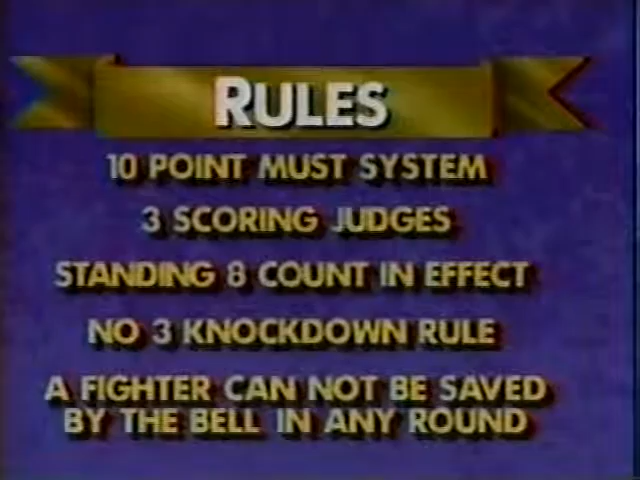 RULES
10 POINT MUST SYSTEM
3 SCORING JUDGES
STANDING 8 COUNT IN EFFECT
NO 3 KNOCKDOWN RULE
A FIGHTER CAN NOT BE SAVED
BY THE BELL IN ANY ROUND